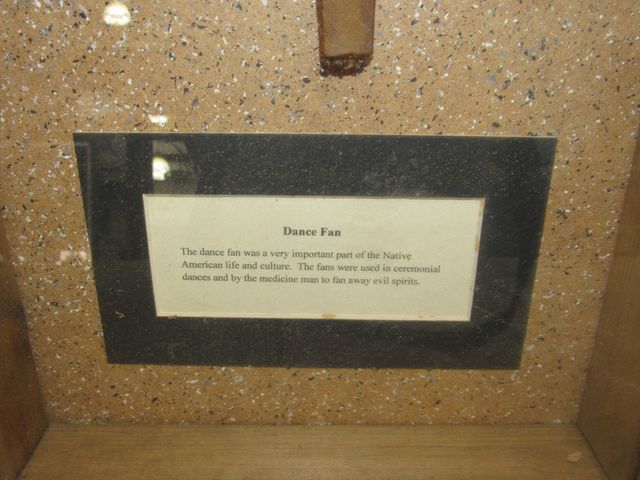 Dance Fan
The dance fan was a very important part of the Native
American life and culture. The fans were used in ceremonial
dances and by the medicine man to fan away evil spirits.